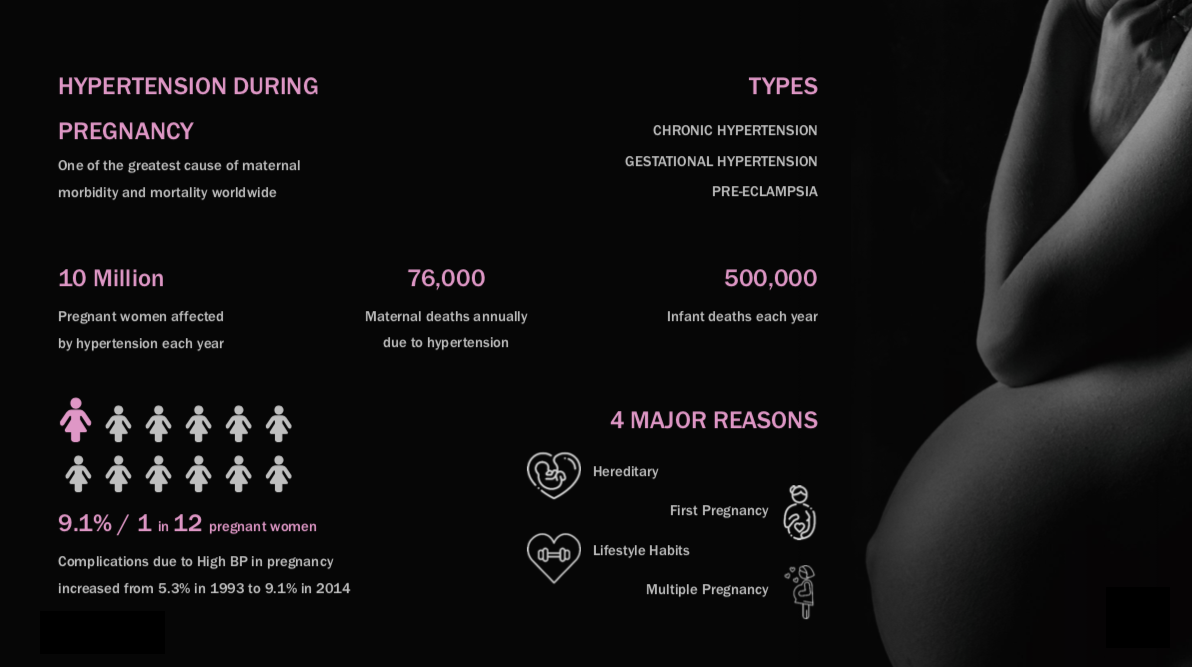 HYPERTENSION DURING
PREGNANCY
One of the greatest cause of maternal
morbidity and mortality worldwide
TYPES
CHRONIC HYPERTENSION
GESTATIONAL HYPERTENSION
PRE-ECLAMPSIA
10 Million
Pregnant women affected
by hypertension each year
76,000
Maternal deaths annually
due to hypertension
500,000
Infant deaths each year
9.1% / 1 in 12 pregnant women
Complications due to High BP in pregnancy
increased from 5.3% in 1993 to 9.1% in 2014
4 MAJOR REASONS
Hereditary
First Pregnancy
Lifestyle Habits
Multiple Pregnancy